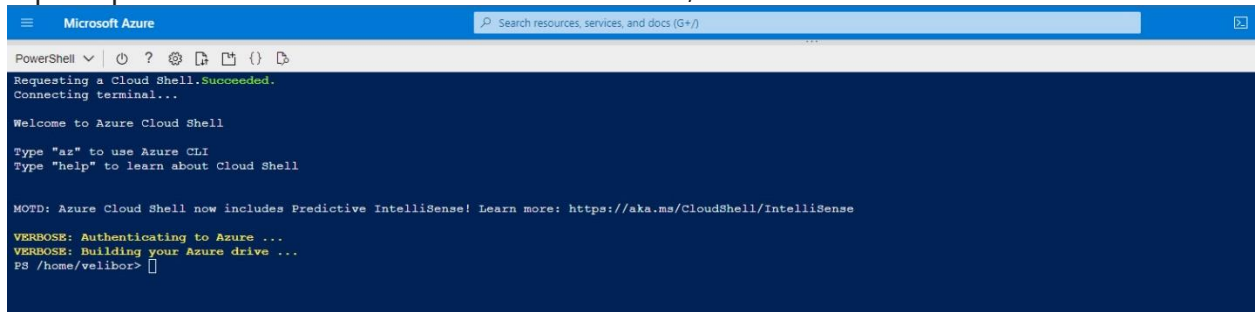 Microsoft Azure
Search resources, services, and docs (G+/)
PowerShell
Requesting a Cloud Shell.Succeeded.
Connecting terminal...
Welcome to Azure Cloud Shell
Type "az" to use Azure CLI
Type "help" to learn about Cloud Shell
MOTD: Azure Cloud Shell now includes Predictive IntelliSense! Learn more: https://aka.ms/CloudShell/IntelliSense
VERBOSE: Authenticating to Azure ...
VERBOSE: Building your Azure drive ...
PS /home/velibor>